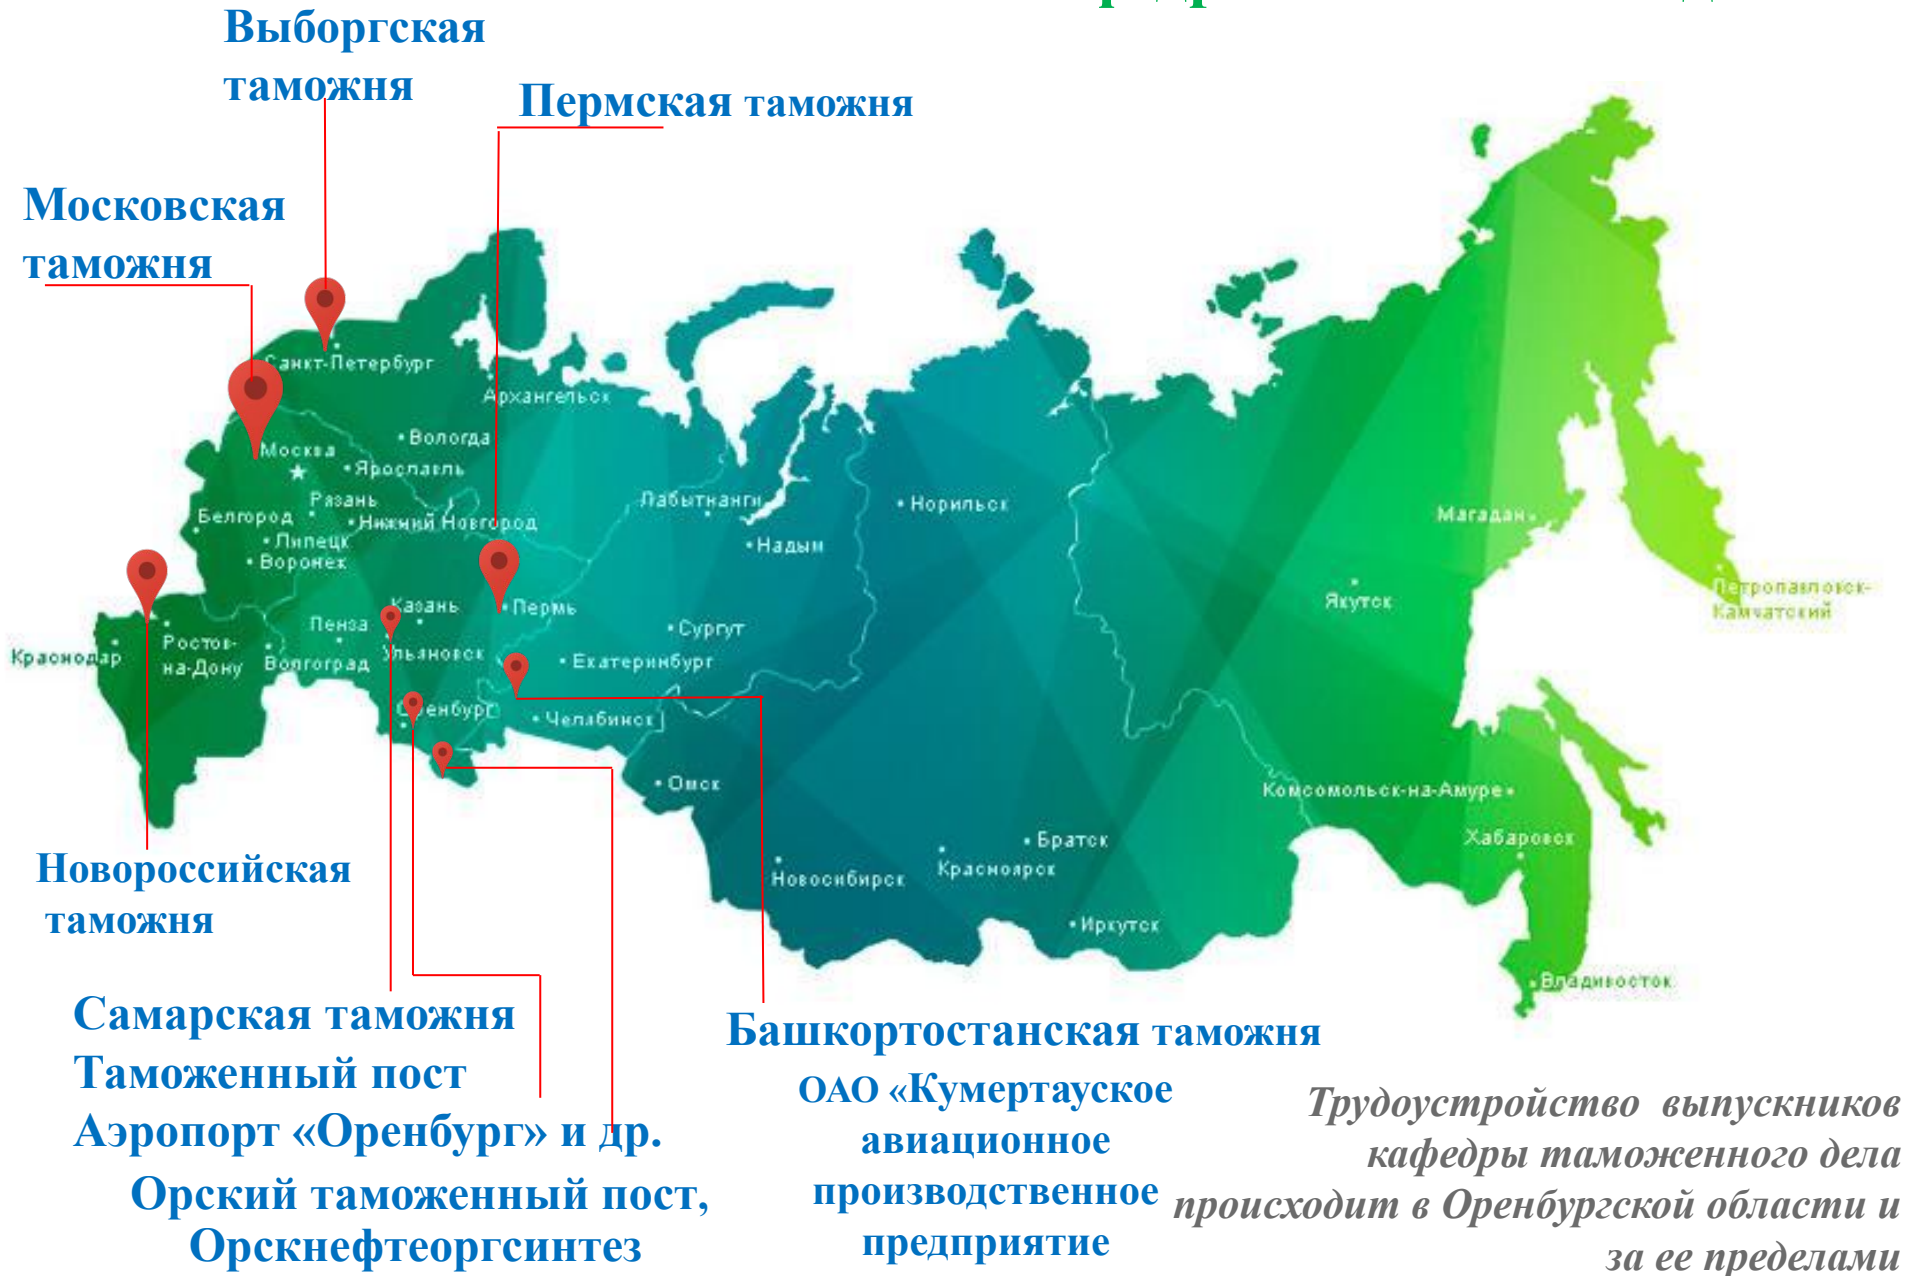 Выборгская
таможня
Пермская таможня
Московская
таможня
Санкт-Петербург
Архангельск
Вологда
Москва
Ярославль
Рязань
Лабытнанги
Норильск
Белгород
Нижний Новгород
Магадан
Липецк
Надым
Воронеж
Петропавловск-
Камчатский
Якутск
Казань
Пермь
Пенза
Сургут
Ростов-
на-Дону
Краснодар
Волгоград
Ульяновск
Екатеринбург
Оренбург
Челябинск
Омск
Комсомольск-на-Амуре
Хабаровск
Братск
Красноярск
Новосибирск
Иркутск
Владивосток
Новороссийская
таможня
Самарская таможня
Таможенный пост
Аэропорт «Оренбург» и др.
Орский таможенный пост,
Орскнефтеоргсинтез
Башкортостанская таможня
ОАО «Кумертауское
авиационное
производственное
предприятие
Трудоустройство выпускников
кафедры таможенного дела
происходит в Оренбургской области и
за ее пределами